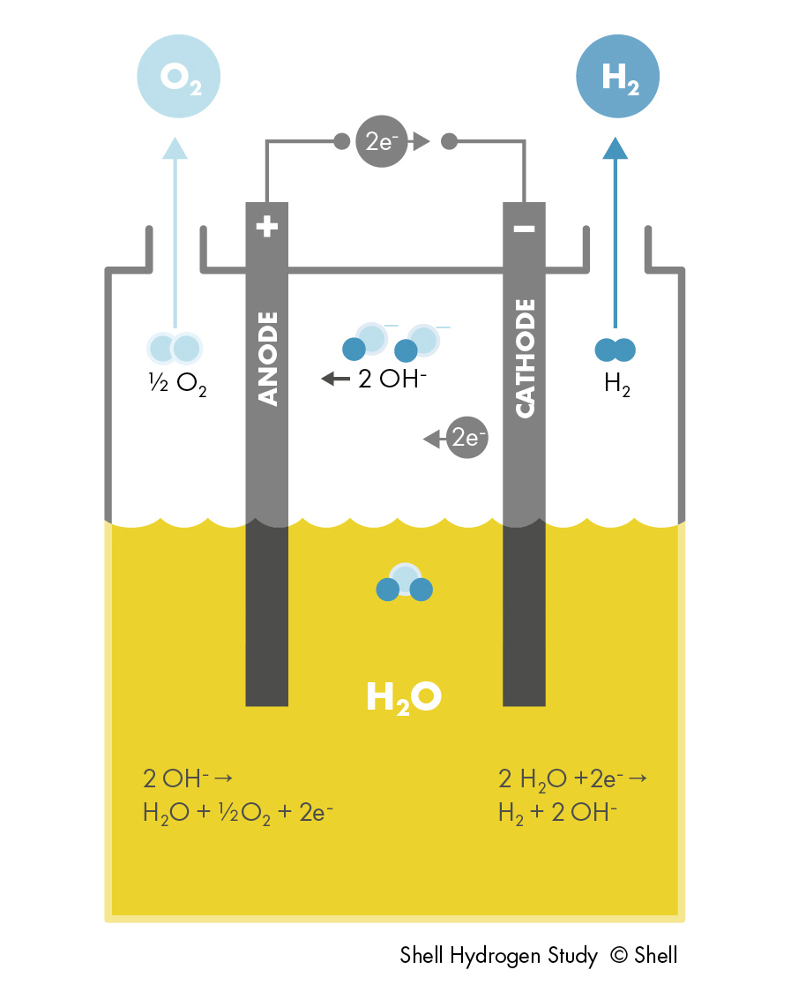 O₂
H₂
2e⁻
+
−
ANODE
CATHODE
½ O₂
2 OH⁻
H₂
2e⁻
H₂O
2 OH⁻→
H₂O + ½O₂ + 2e⁻
2 H₂O +2e⁻→
H₂ + 2 OH⁻
Shell Hydrogen Study © Shell